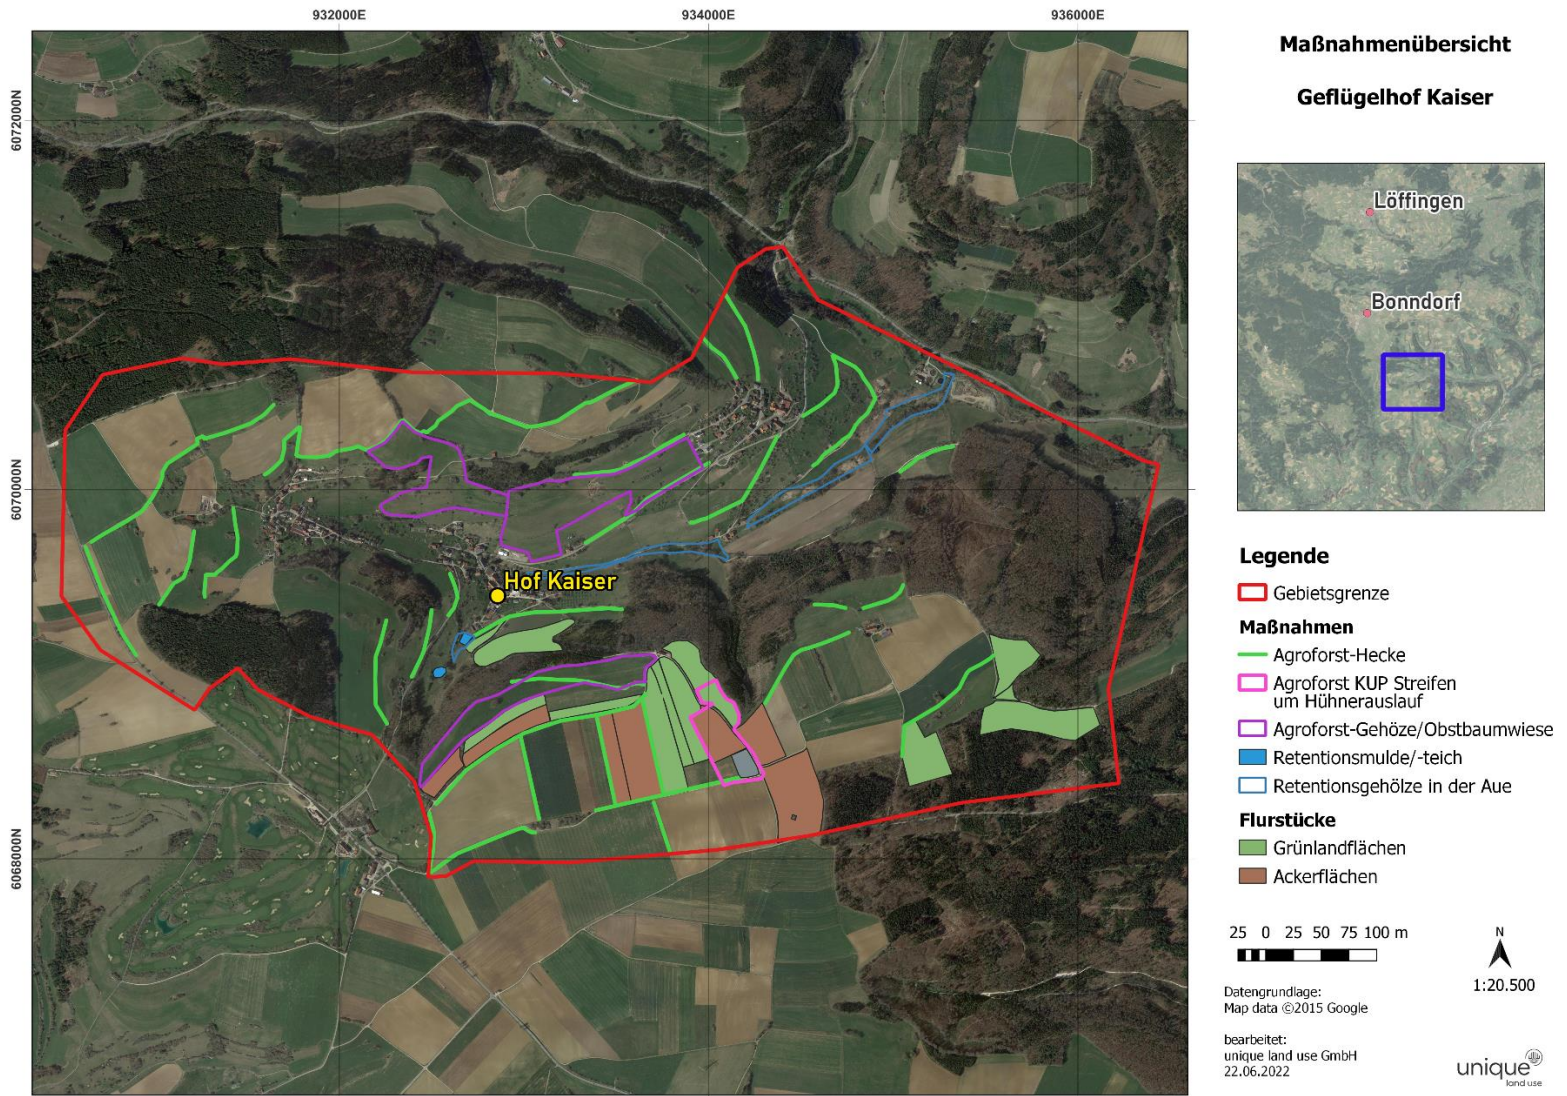 932000E
934000E
936000E
6072000N
6070000N
6068000N
Hof Kaiser
Maßnahmenübersicht
Geflügelhof Kaiser
Löffingen
Bonndorf
Legende
Gebietsgrenze
Maßnahmen
Agroforst-Hecke
Agroforst KUP Streifen
um Hühnerauslauf
Agroforst-Gehöze/Obstbaumwiese
Retentionsmulde/-teich
Retentionsgehölze in der Aue
Flurstücke
Grünlandflächen
Ackerflächen
25 0 25 50 75 100 m
N
1:20.500
Datengrundlage:
Map data ©2015 Google
bearbeitet:
unique land use GmbH
22.06.2022
unique
land use